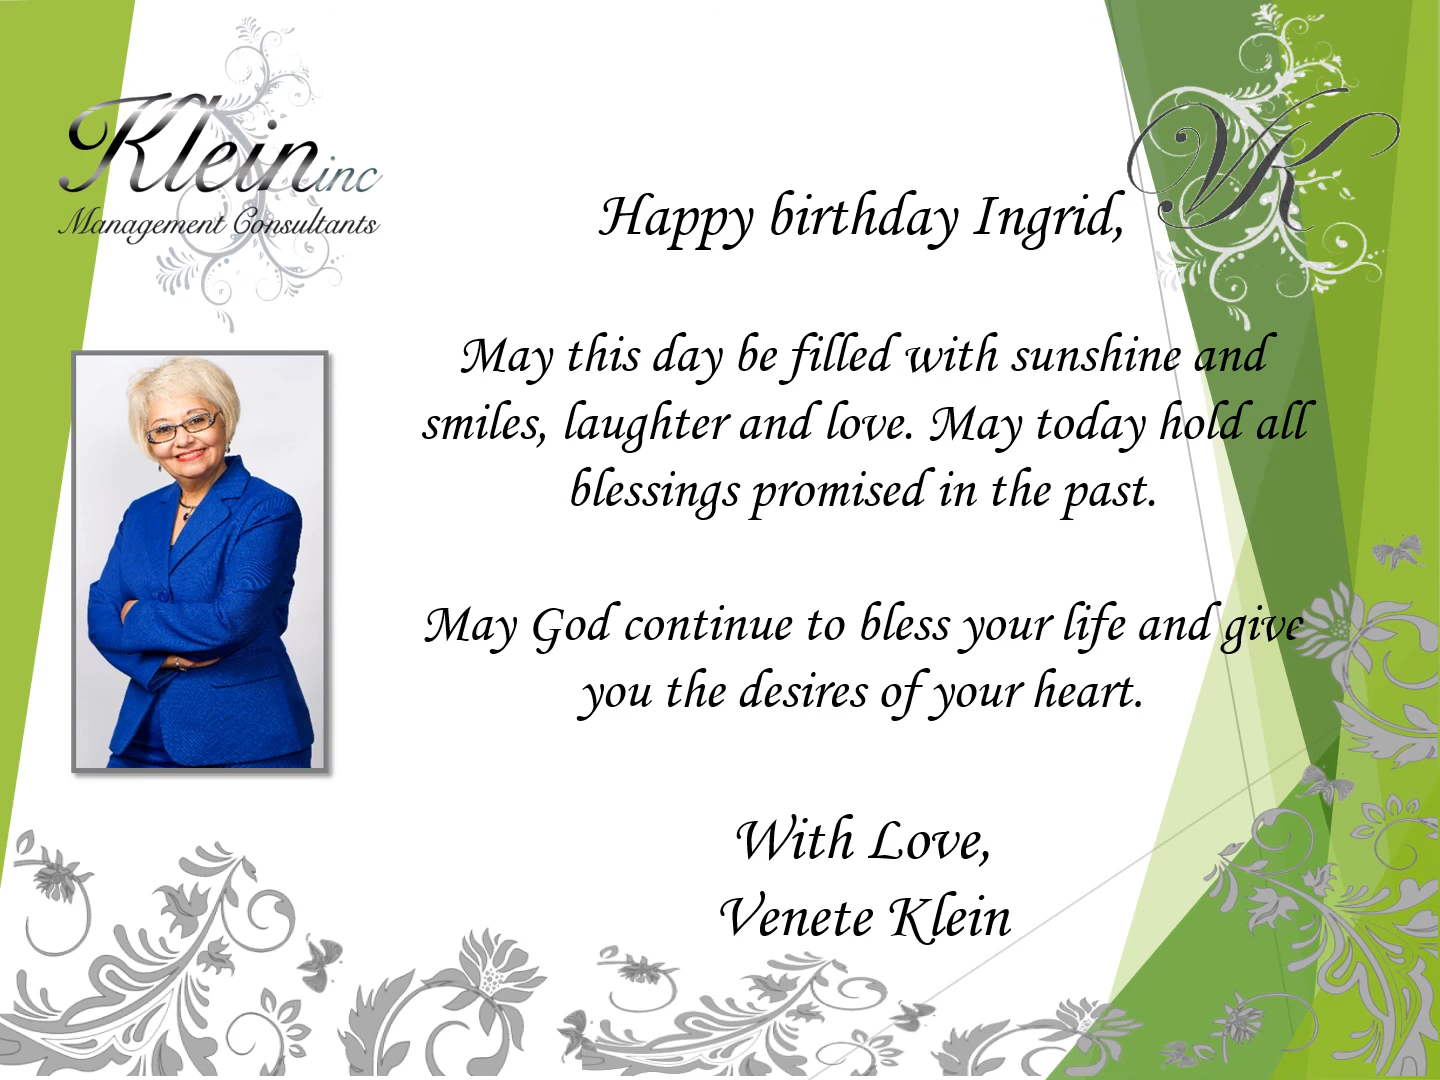 Klein inc
Management Consultants
VK
Happy birthday Ingrid,
May this day be filled with sunshine and
smiles, laughter and love. May today hold all
blessings promised in the past.
May God continue to bless your life and give
you the desires of your heart.
With Love,
Venete Klein